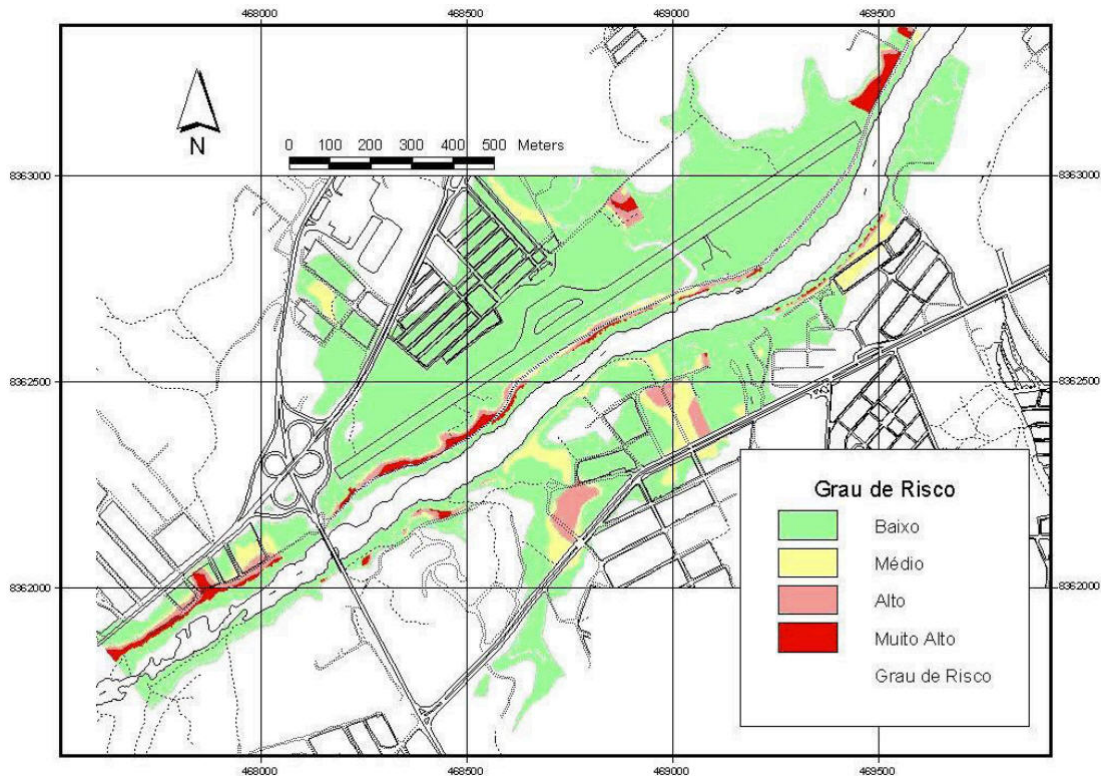 468000 468500 469000 469500
N
0 100 200 300 400 500 Meters
8363000 8363000
8362500 8362500
8362000 8362000
Grau de Risco
Baixo
Médio
Alto
Muito Alto
Grau de Risco
468000 468500 469000 469500